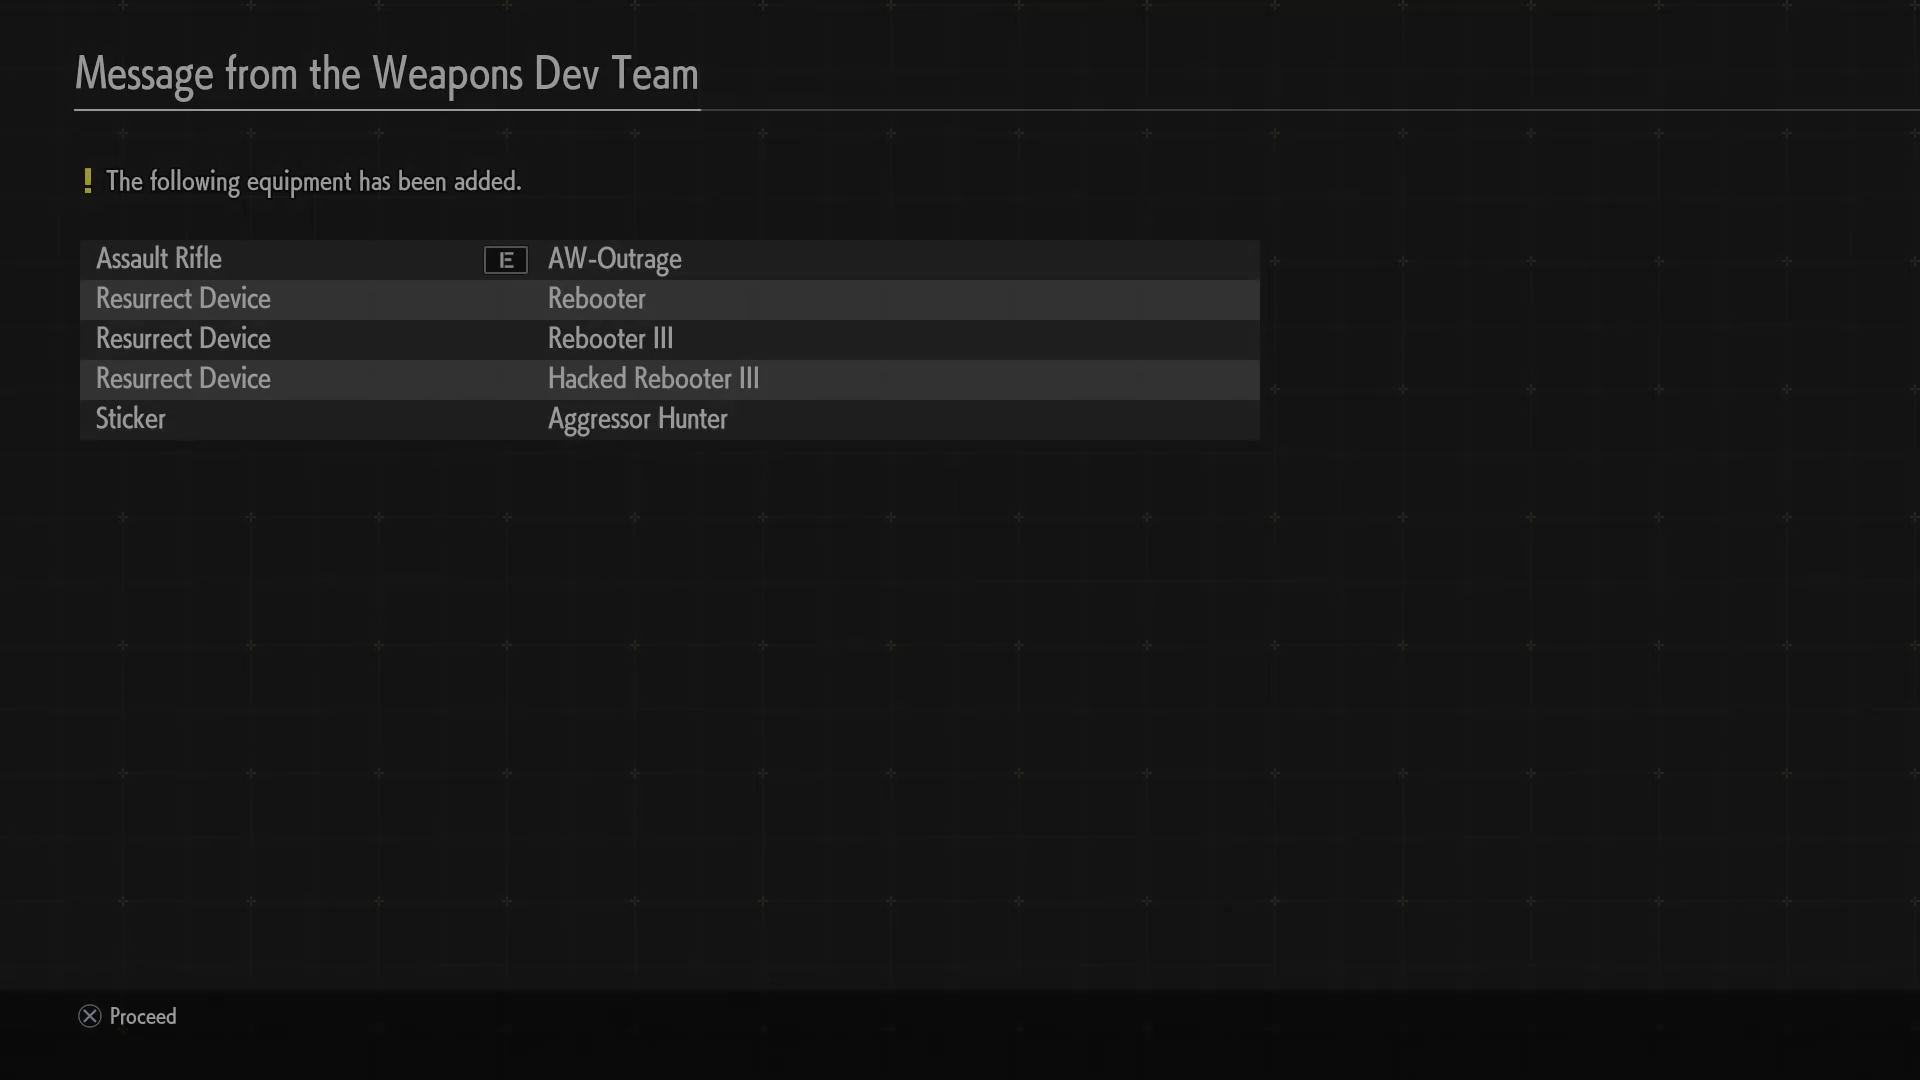 Message from the Weapons Dev Team
! The following equipment has been added.
Assault Rifle E AW-Outrage
Resurrect Device Rebooter
Resurrect Device Rebooter III
Resurrect Device Hacked Rebooter III
Sticker Aggressor Hunter
Proceed